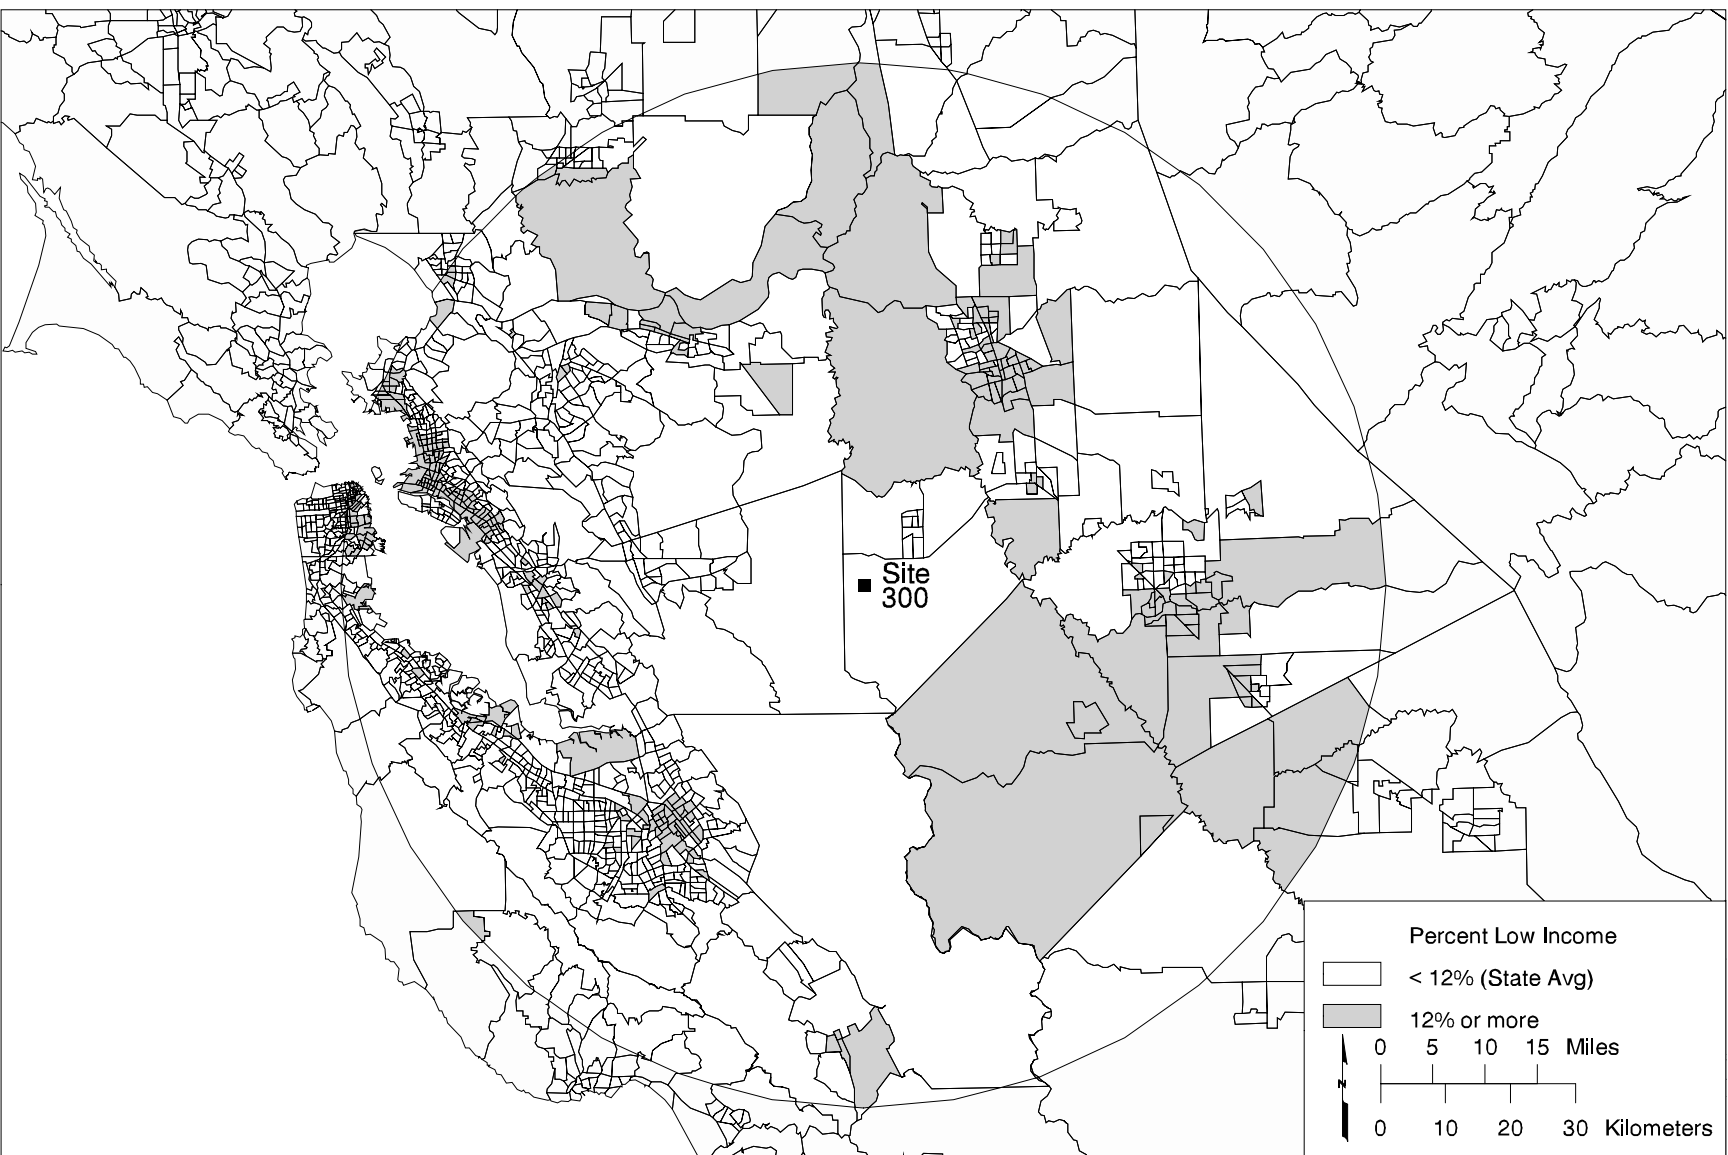 Site
300
Percent Low Income
< 12% (State Avg)
12% or more
0 5 10 15 Miles
N
0 10 20 30 Kilometers